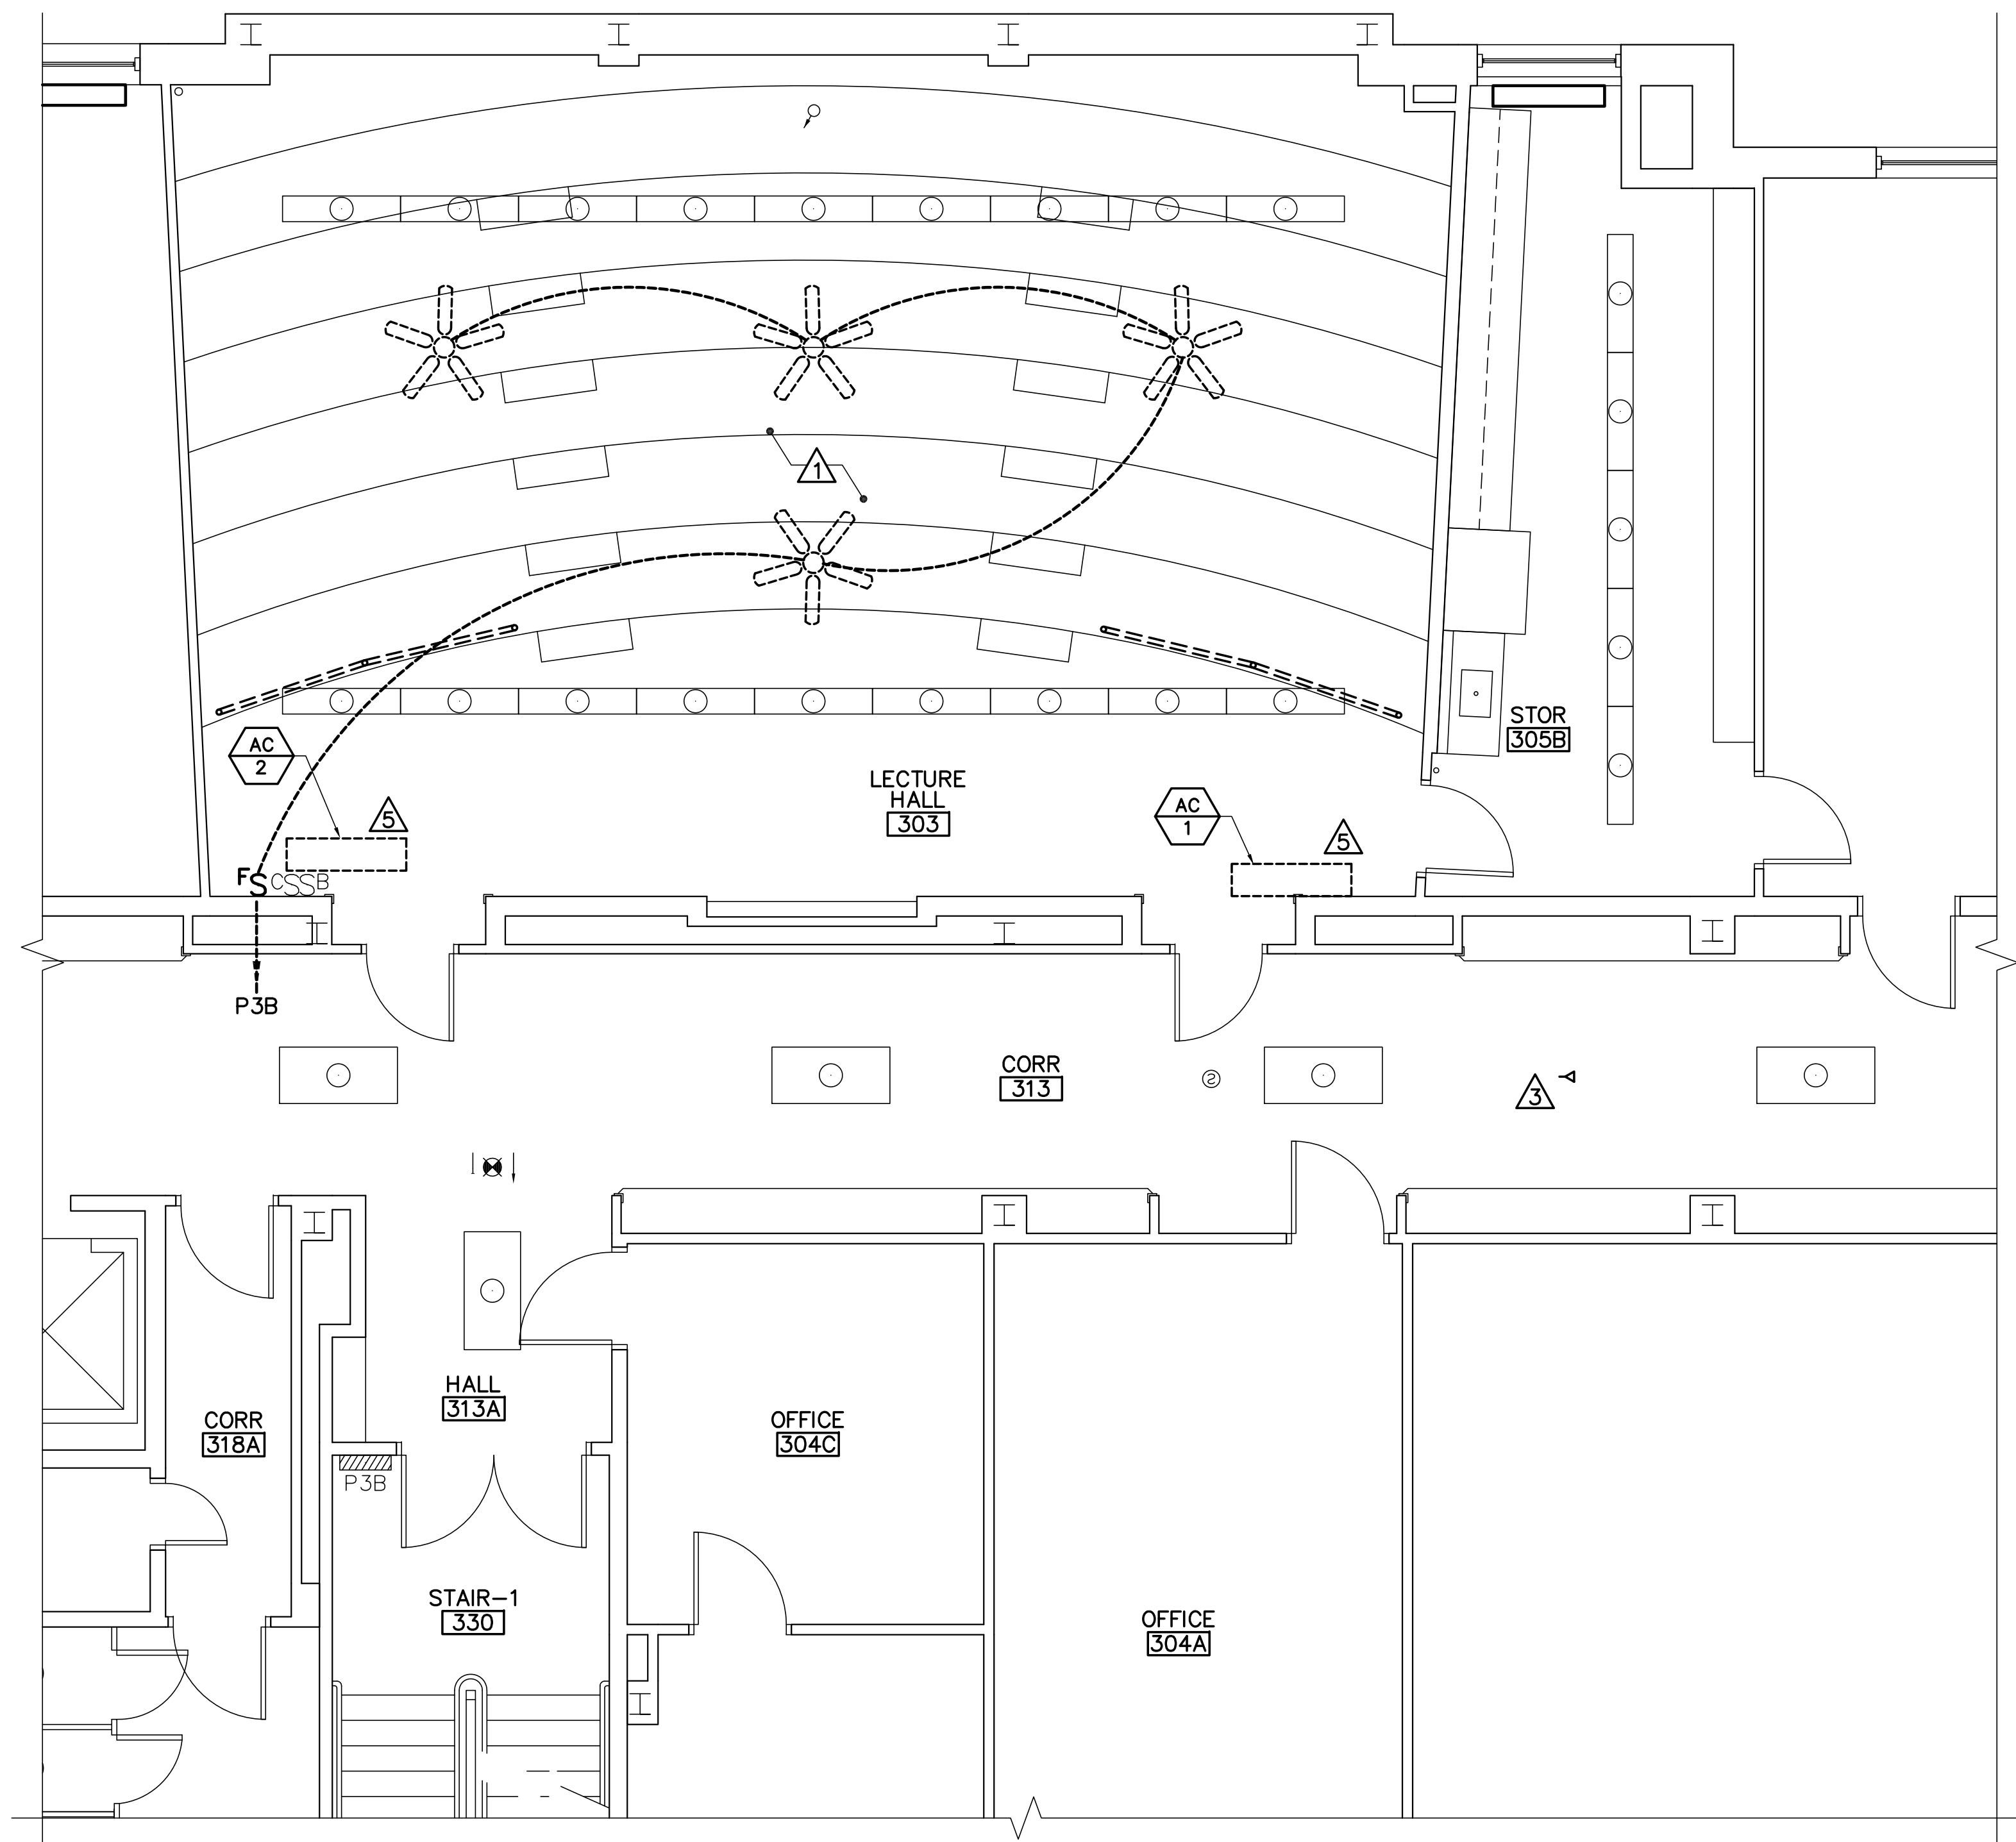 1
STOR
305B
AC
2
LECTURE
HALL
303
AC
1
5
5
FS CSSB
P3B
CORR
313
S
3
HALL
313A
CORR
318A
OFFICE
304C
P3B
STAIR-1
330
OFFICE
304A